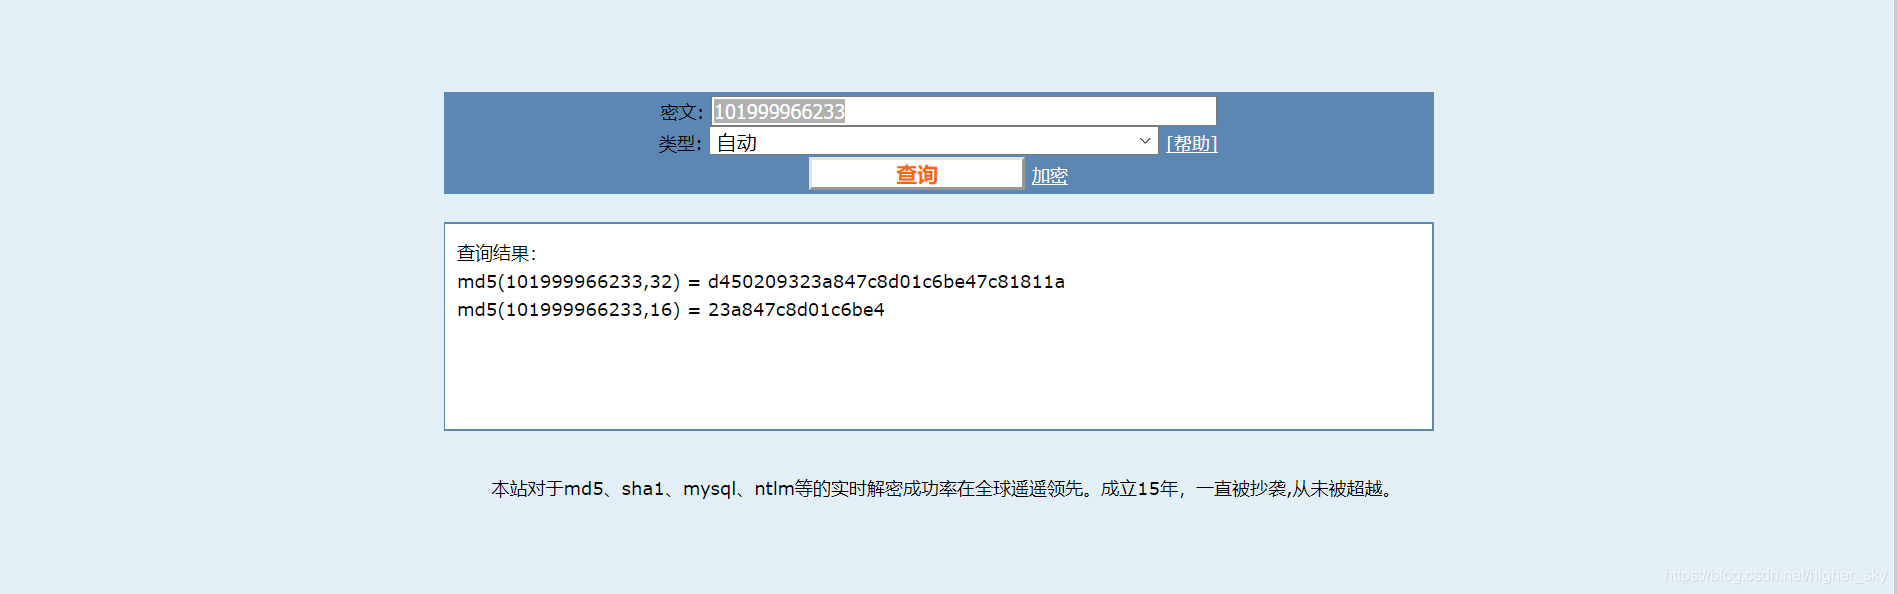 密文: 101999966233
类型: 自动 [帮助]
查询 加密
查询结果:
md5(101999966233,32) = d450209323a847c8d01c6be47c81811a
md5(101999966233,16) = 23a847c8d01c6be4
本站对于md5、sha1、mysql、ntlm等的实时解密成功率在全球遥遥领先。成立15年，一直被抄袭,从未被超越。
https://blog.csdn.net/higher_sky